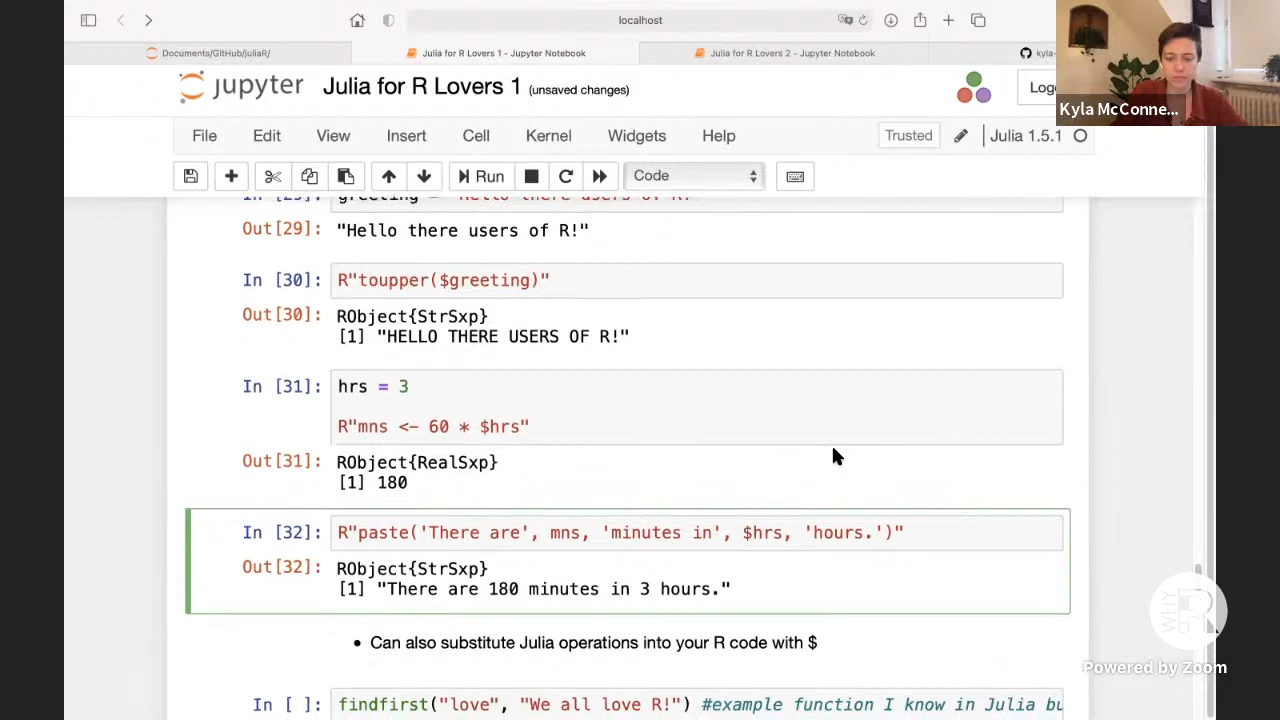 localhost
Documents/GitHub/juliaR/
Julia for R Lovers 1 - Jupyter Notebook
Julia for R Lovers 2 - Jupyter Notebook
kyla-
jupyter Julia for R Lovers 1 (unsaved changes)
Kyla McConne...
File Edit View Insert Cell Kernel Widgets Help
Trusted
Julia 1.5.1
Run
Code
Out[29]: "Hello there users of R!"
In [30]: R"toupper($greeting)"
Out[30]: RObject{StrSxp}
[1] "HELLO THERE USERS OF R!"
In [31]: hrs = 3
R"mns <- 60 * $hrs"
Out[31]: RObject{RealSxp}
[1] 180
In [32]: R"paste('There are', mns, 'minutes in', $hrs, 'hours.')"
Out[32]: RObject{StrSxp}
[1] "There are 180 minutes in 3 hours."
• Can also substitute Julia operations into your R code with $
WHY R
Powered by Zoom
In [ ]: findfirst("love", "We all love R!") #example function I know in Julia bu